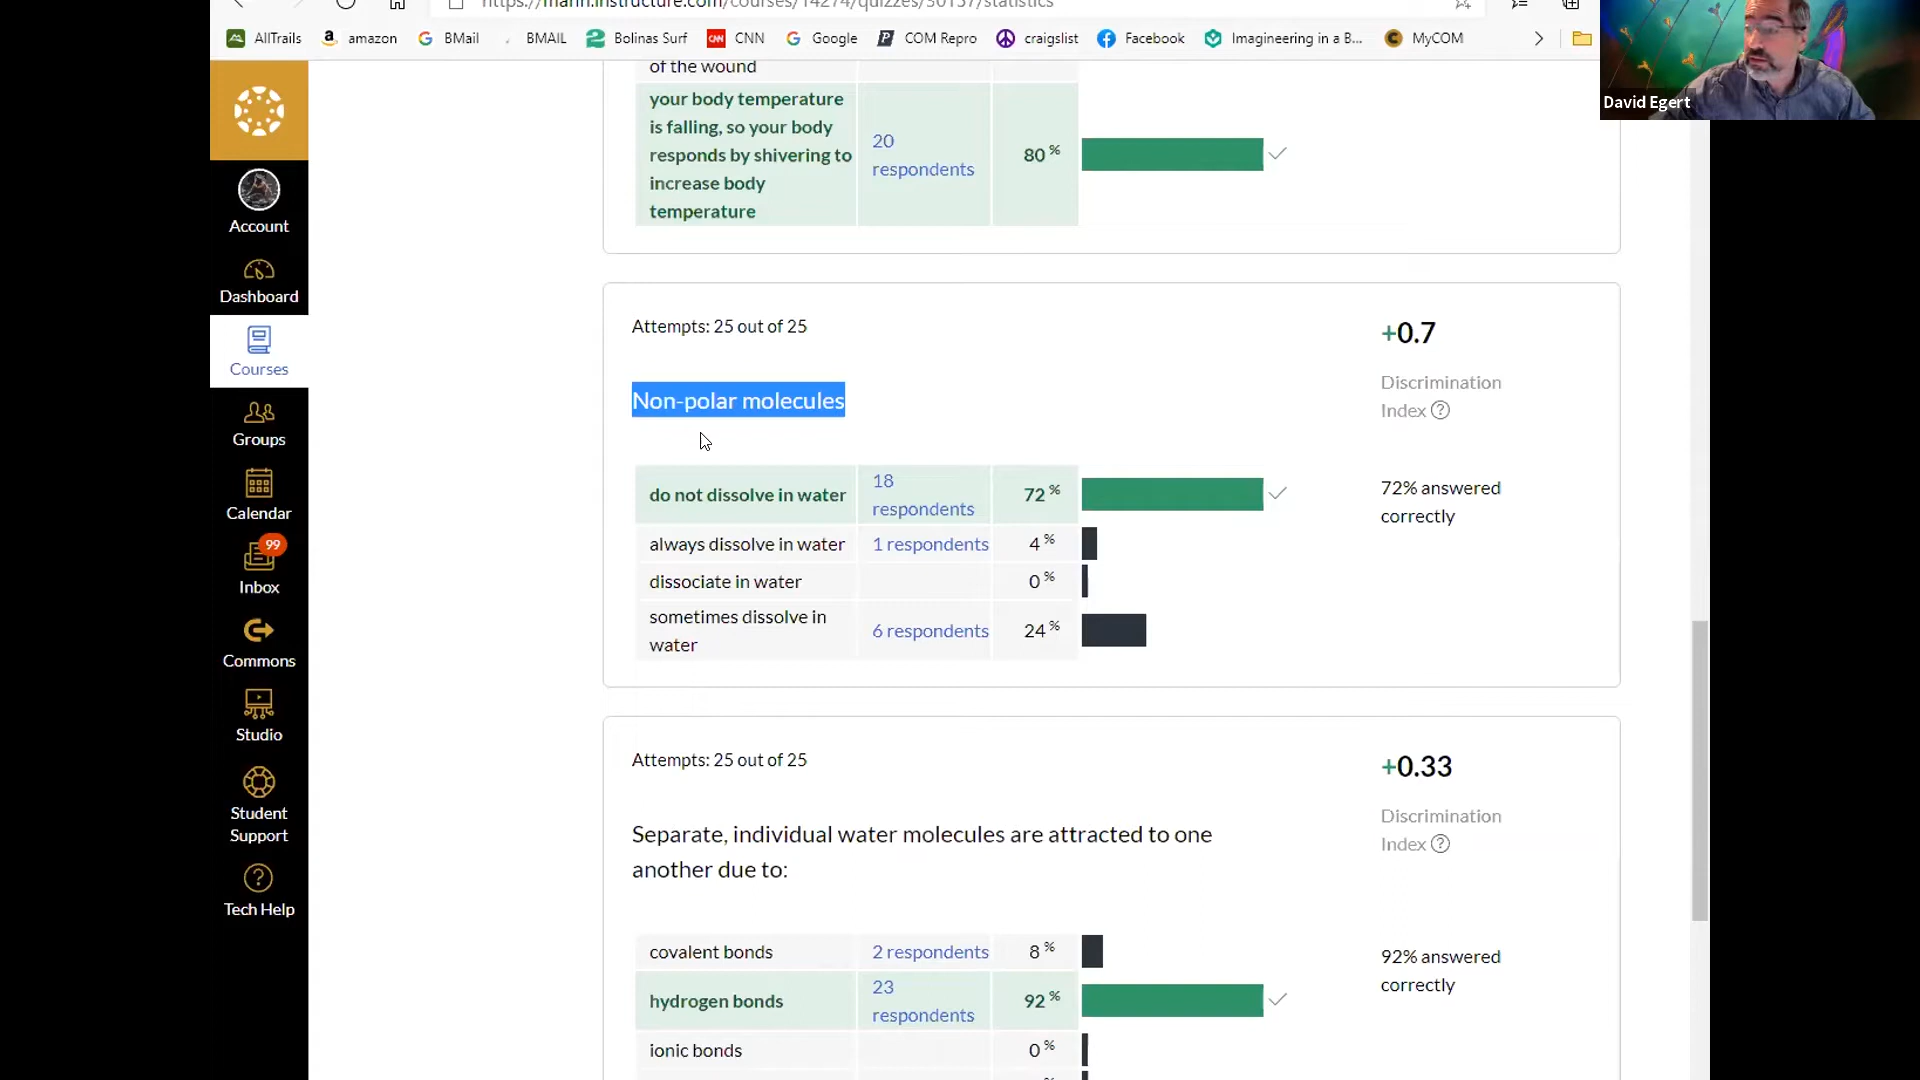 https://marin.instructure.com/courses/14274/quizzes/30157/statistics
AllTrails
amazon
BMail
BMAIL
Bolinas Surf
CNN
Google
COM Repro
craigslist
Facebook
Imagineering in a B...
MyCOM
David Egert
Account
Dashboard
Courses
Groups
Calendar
99
Inbox
Commons
Studio
Student
Support
Tech Help
of the wound
your body temperature
is falling, so your body
responds by shivering to
increase body
temperature
20
respondents
80 %
Attempts: 25 out of 25
+0.7
Discrimination
Index ?
Non-polar molecules
do not dissolve in water
18
respondents
72 %
72% answered
correctly
always dissolve in water
1 respondents
4 %
dissociate in water
0 %
sometimes dissolve in
water
6 respondents
24 %
Attempts: 25 out of 25
+0.33
Discrimination
Index ?
Separate, individual water molecules are attracted to one
another due to:
covalent bonds
2 respondents
8 %
92% answered
correctly
hydrogen bonds
23
respondents
92 %
ionic bonds
0 %